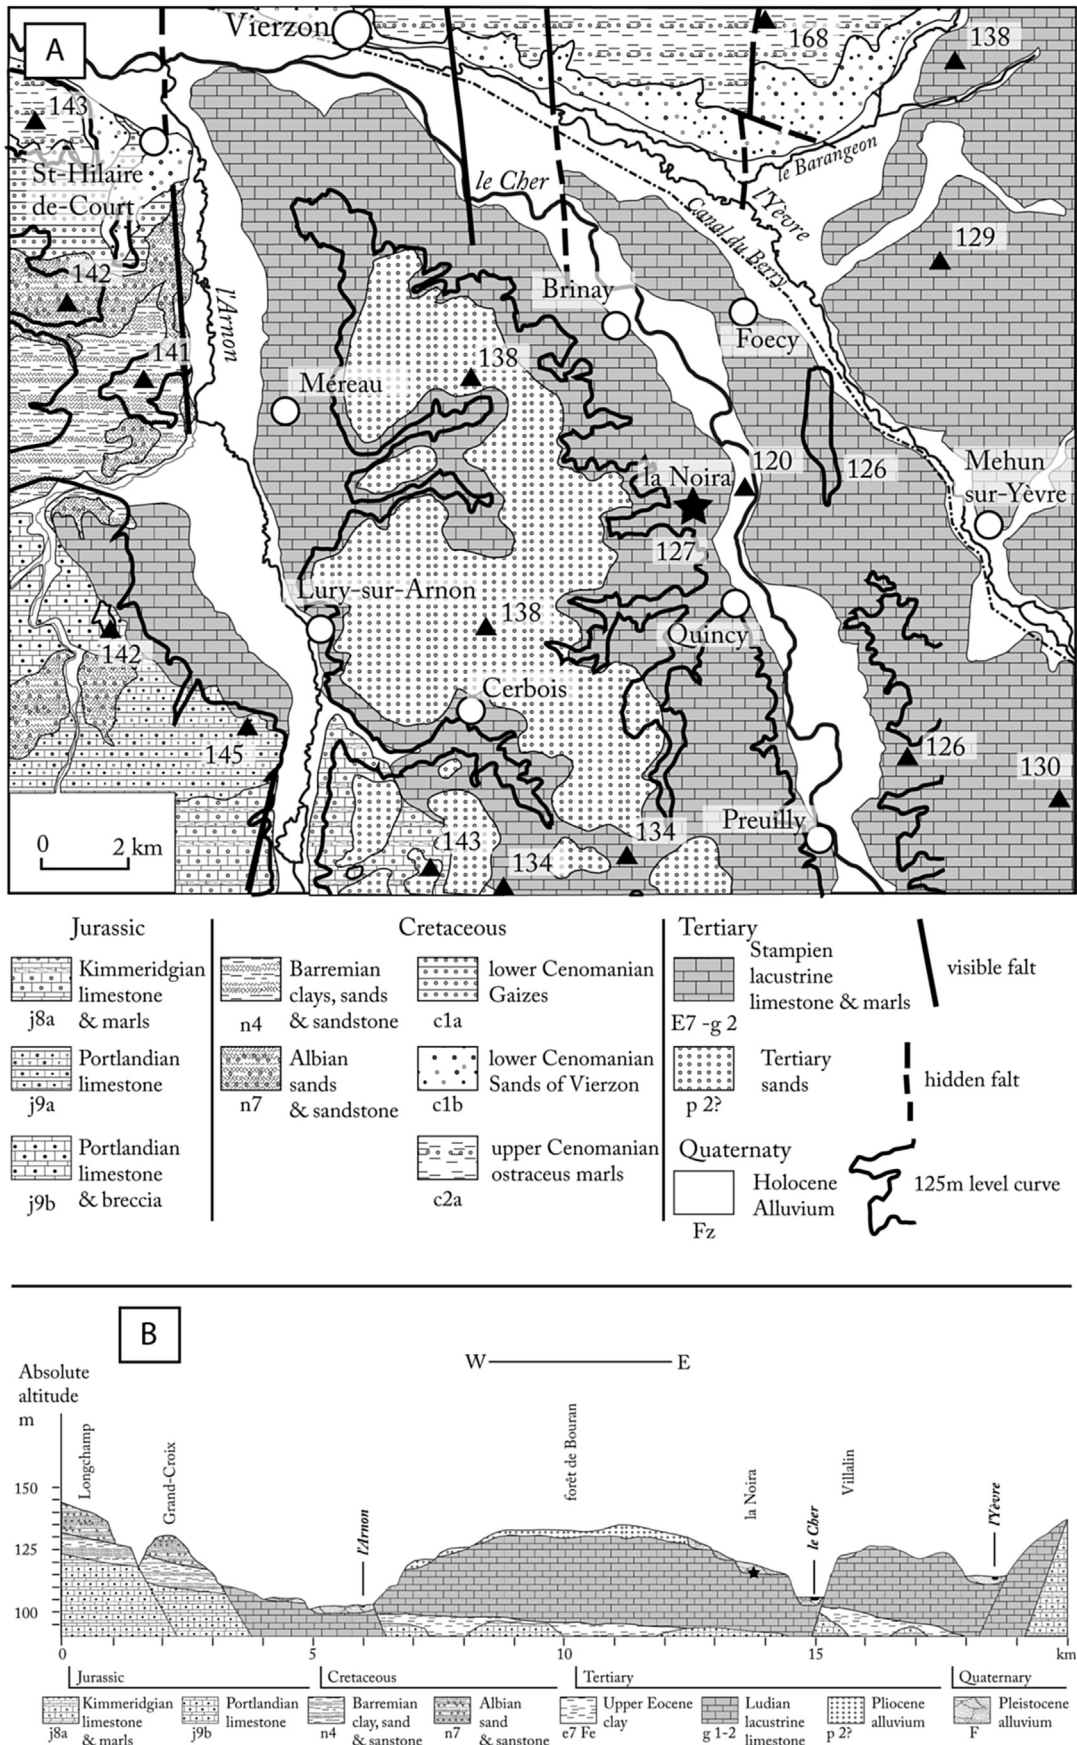 A
Vierzon
168
138
143
St-Hilaire
de-Court
le Cher
le Barangeon
l'Yèvre
Canal du Berry
129
142
l'Arnon
Brinay
Foecy
141
Méreau
138
la Noira
120
126
Mehun
sur-Yèvre
127
Lury-sur-Arnon
138
Quincy
142
Cerbois
145
126
130
Preuilly
134
143
134
0 2 km
Jurassic
Kimmeridgian
limestone
& marls
j8a
Portlandian
limestone
j9a
Portlandian
limestone
& breccia
j9b
Cretaceous
Barremian
clays, sands
& sandstone
n4
Albian
sands
& sandstone
n7
lower Cenomanian
Gaizes
c1a
lower Cenomanian
Sands of Vierzon
c1b
upper Cenomanian
ostraceus marls
c2a
Tertiary
Stampien
lacustrine
limestone & marls
E7 -g 2
Tertiary
sands
p 2?
Quaternaty
Holocene
Alluvium
Fz
visible falt
hidden falt
125m level curve
B
W E
Absolute
altitude
m
150
125
100
Longchamp
Grand-Croix
l'Arnon
forêt de Bouran
la Noira
le Cher
Villalin
l'Yèvre
0 5 10 15 km
Jurassic
Kimmeridgian
limestone
& marls
j8a
Portlandian
limestone
j9b
Cretaceous
Barremian
clay, sand
& sanstone
n4
Albian
sand
& sanstone
n7
Tertiary
Upper Eocene
clay
e7 Fe
Ludian
lacustrine
limestone
g 1-2
Pliocene
alluvium
p 2?
Quaternary
Pleistocene
alluvium
F